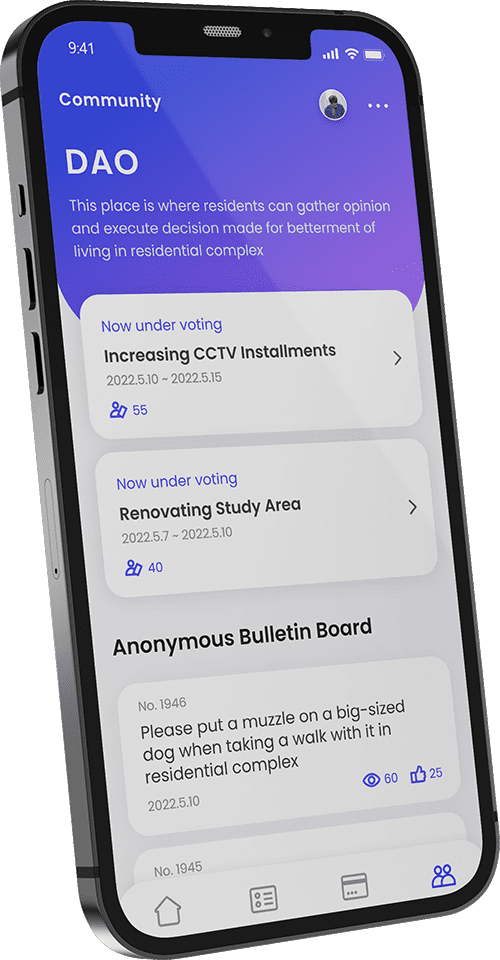 9:41
Community
DAO
This place is where residents can gather opinion
and execute decision made for betterment of
living in residential complex
Now under voting
Increasing CCTV Installments
2022.5.10 ~ 2022.5.15
55
Now under voting
Renovating Study Area
2022.5.7 ~ 2022.5.10
40
Anonymous Bulletin Board
No. 1946
Please put a muzzle on a big-sized
dog when taking a walk with it in
residential complex
60 25
2022.5.10
No. 1945